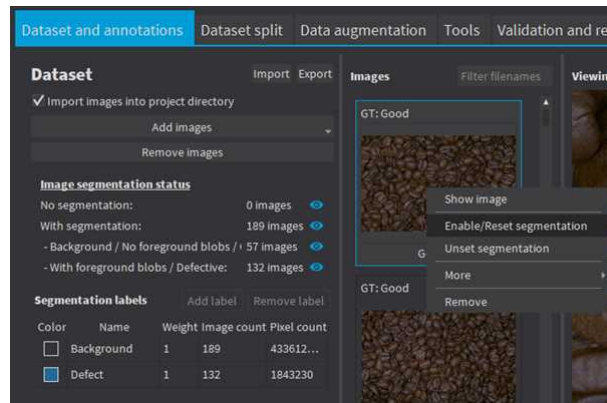 Dataset and annotations Dataset split Data augmentation Tools Validation and re
Dataset Import Export
Import images into project directory
Add images
Remove images
Image segmentation status
No segmentation: 0 images
With segmentation: 189 images
- Background / No foreground blobs / 57 images
- With foreground blobs / Defective: 132 images
Segmentation labels Add label Remove label
Color Name Weight Image count Pixel count
Background 1 189 433612...
Defect 1 132 1843230
Images Filter filenames
GT: Good
G
GT: Good
Show image
Enable/Reset segmentation
Unset segmentation
More
Remove
Viewin